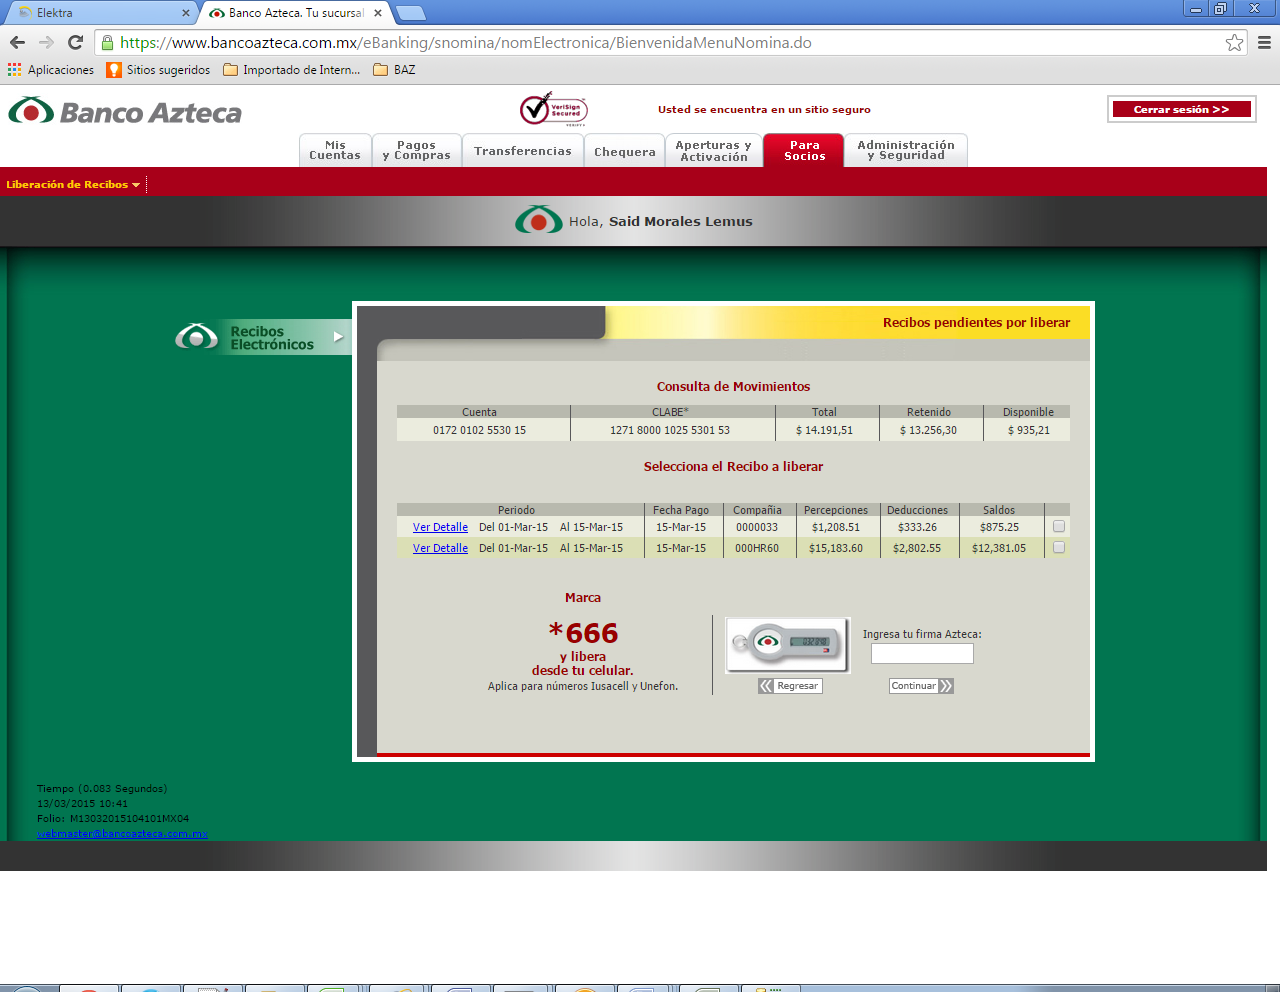 Elektra
Banco Azteca. Tu sucursal
https://www.bancoazteca.com.mx/eBanking/snomina/nomElectronica/BienvenidaMenuNomina.do
Aplicaciones Sitios sugeridos Importado de Intern... BAZ
Banco Azteca
VeriSign Secured
VERIFY
Usted se encuentra en un sitio seguro
Cerrar sesión >>
Mis Cuentas
Pagos y Compras
Transferencias
Chequera
Aperturas y Activación
Para Socios
Administración y Seguridad
Liberación de Recibos
Hola, Said Morales Lemus
Recibos Electrónicos
Recibos pendientes por liberar
Consulta de Movimientos
Cuenta CLABE* Total Retenido Disponible
0172 0102 5530 15 1271 8000 1025 5301 53 $ 14.191,51 $ 13.256,30 $ 935,21
Selecciona el Recibo a liberar
Periodo Fecha Pago Compañia Percepciones Deducciones Saldos
Ver Detalle Del 01-Mar-15 Al 15-Mar-15 15-Mar-15 0000033 $1,208.51 $333.26 $875.25
Ver Detalle Del 01-Mar-15 Al 15-Mar-15 15-Mar-15 000HR60 $15,183.60 $2,802.55 $12,381.05
Marca
*666
y libera
desde tu celular.
Aplica para números Iusacell y Unefon.
Ingresa tu firma Azteca:
Regresar
Continuar
Tiempo (0.083 Segundos)
13/03/2015 10:41
Folio: M13032015104101MX04
webmaster@bancoazteca.com.mx